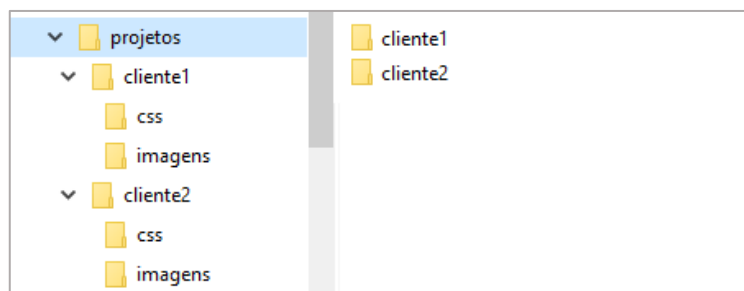 projetos
cliente1
css
imagens
cliente2
css
imagens
cliente1
cliente2